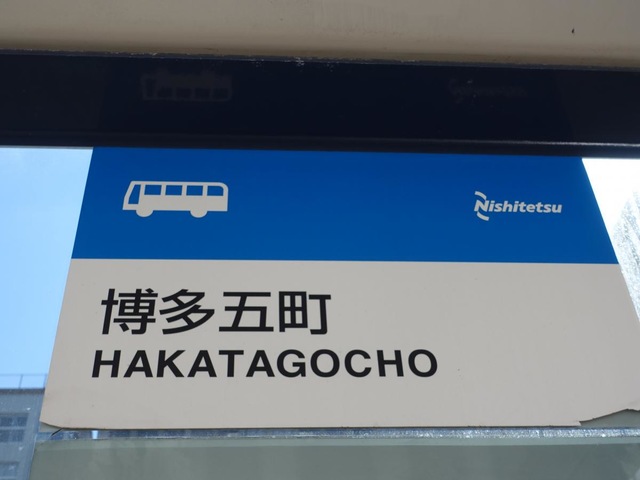 Nishitetsu
博多五町
HAKATAGOCHO